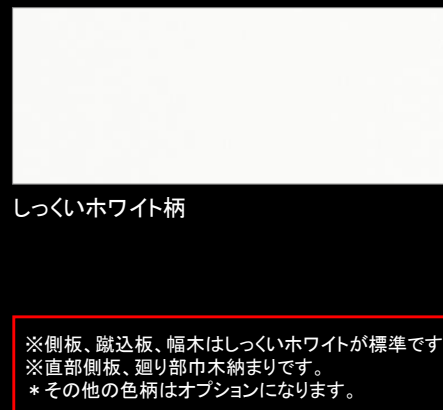 しっくいホワイト柄
※側板、蹴込板、幅木はしっくいホワイトが標準です
※直部側板、廻り部巾木納まりです。
＊その他の色柄はオプションになります。